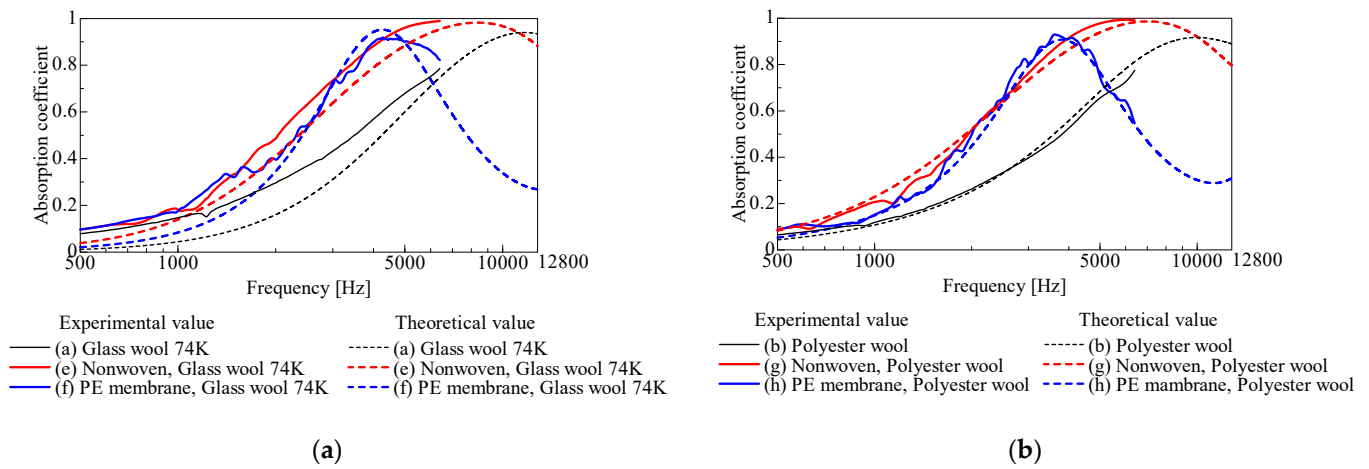 1
0.8
0.6
0.4
0.2
0
Absorption coefficient
500
1000
5000
10000
12800
Frequency [Hz]
Experimental value
Theoretical value
(a) Glass wool 74K
(a) Glass wool 74K
(e) Nonwoven, Glass wool 74K
(e) Nonwoven, Glass wool 74K
(f) PE membrane, Glass wool 74K
(f) PE membrane, Glass wool 74K
(a)
1
0.8
0.6
0.4
0.2
0
Absorption coefficient
500
1000
5000
10000
12800
Frequency [Hz]
Experimental value
Theoretical value
(b) Polyester wool
(b) Polyester wool
(g) Nonwoven, Polyester wool
(g) Nonwoven, Polyester wool
(h) PE membrane, Polyester wool
(h) PE mambrane, Polyester wool
(b)